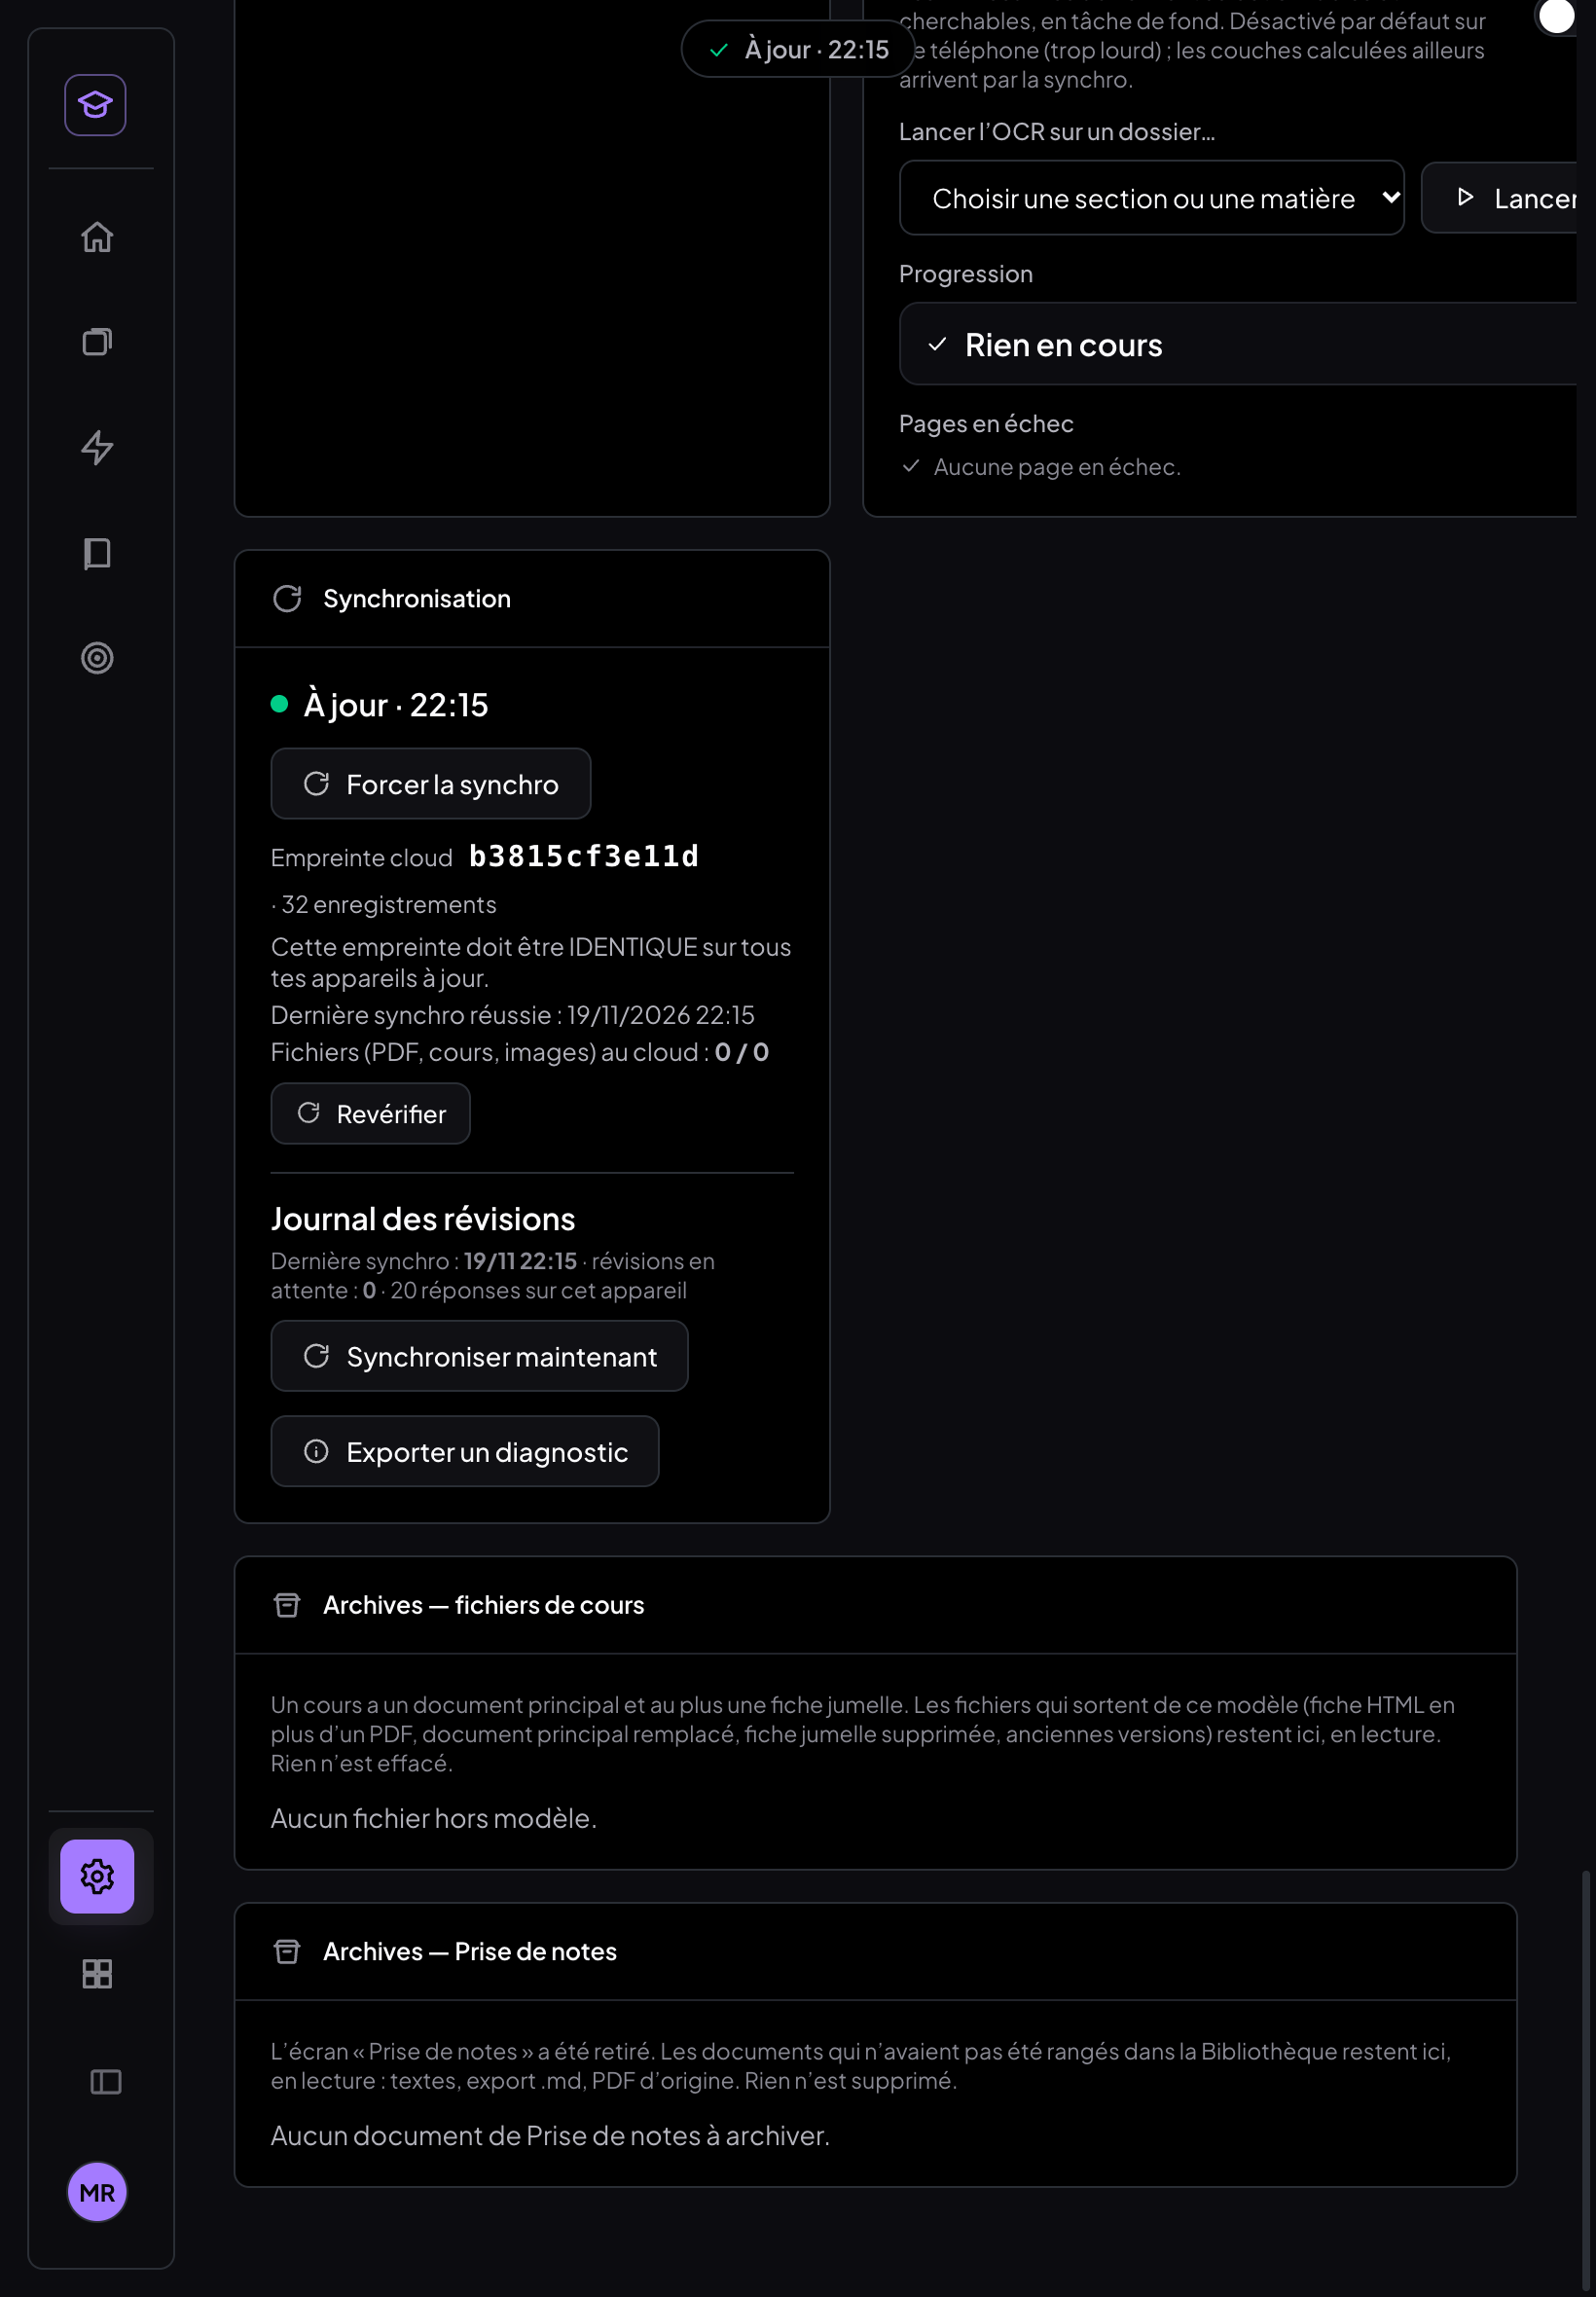 cherchables, en tâche de fond. Désactivé par défaut sur
À jour · 22:15
téléphone (trop lourd) ; les couches calculées ailleurs
arrivent par la synchro.
Lancer l’OCR sur un dossier…
Choisir une section ou une matière
Lancer
Progression
Rien en cours
Pages en échec
Aucune page en échec.
Synchronisation
À jour · 22:15
Forcer la synchro
Empreinte cloud b3815cf3e11d
· 32 enregistrements
Cette empreinte doit être IDENTIQUE sur tous
tes appareils à jour.
Dernière synchro réussie : 19/11/2026 22:15
Fichiers (PDF, cours, images) au cloud : 0 / 0
Revérifier
Journal des révisions
Dernière synchro : 19/11 22:15 · révisions en
attente : 0 · 20 réponses sur cet appareil
Synchroniser maintenant
Exporter un diagnostic
Archives — fichiers de cours
Un cours a un document principal et au plus une fiche jumelle. Les fichiers qui sortent de ce modèle (fiche HTML en
plus d’un PDF, document principal remplacé, fiche jumelle supprimée, anciennes versions) restent ici, en lecture.
Rien n’est effacé.
Aucun fichier hors modèle.
Archives — Prise de notes
L’écran « Prise de notes » a été retiré. Les documents qui n’avaient pas été rangés dans la Bibliothèque restent ici,
en lecture : textes, export .md, PDF d’origine. Rien n’est supprimé.
Aucun document de Prise de notes à archiver.
MR